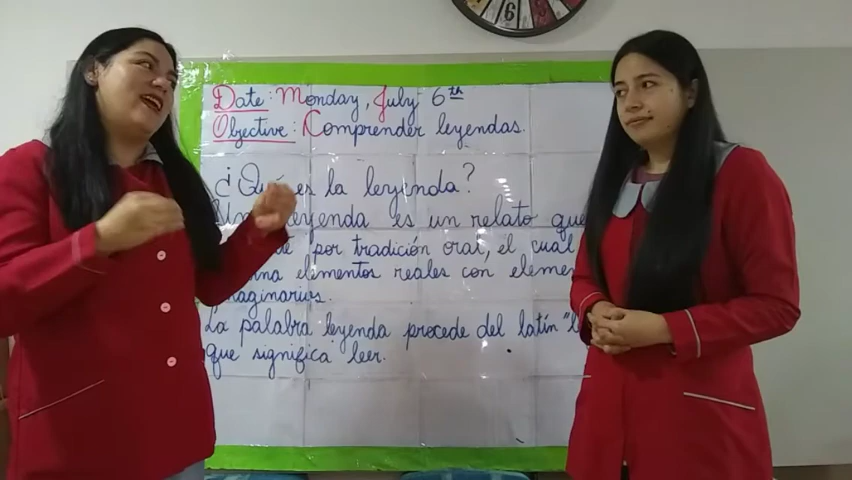 Date: Monday, July 6th
Objective: Comprender leyendas.
¿Qué es la leyenda?
leyenda es un relato que
por tradición oral, el cual
elementos reales con
imaginarios.
La palabra leyenda procede del latín
que significa leer.
6